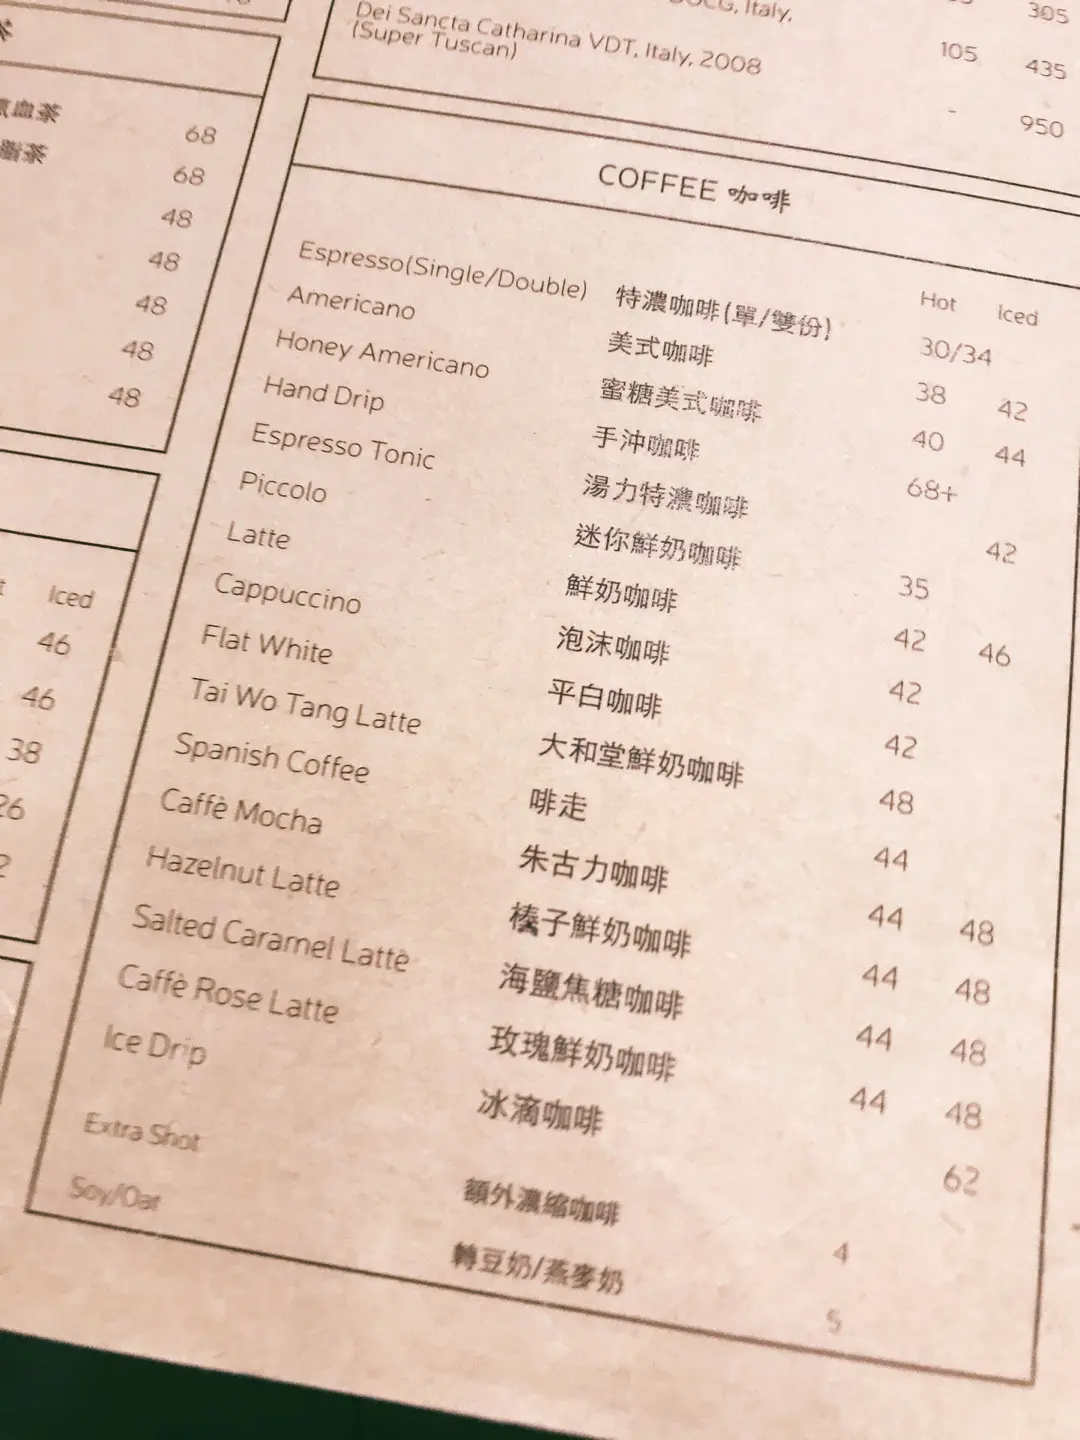 DOCG, Italy,
305
Dei Sancta Catharina VDT, Italy, 2008 105 435
(Super Tuscan)
- 950
血茶 68
脂茶 68
48
48
48
48
48
Iced
46
46
38
26
COFFEE 咖啡
Hot Iced
Espresso(Single/Double) 特濃咖啡(單/雙份) 30/34
Americano 美式咖啡 38 42
Honey Americano 蜜糖美式咖啡 40 44
Hand Drip 手沖咖啡 68+
Espresso Tonic 湯力特濃咖啡 42
Piccolo 迷你鮮奶咖啡 35
Latte 鮮奶咖啡 42 46
Cappuccino 泡沫咖啡 42
Flat White 平白咖啡 42
Tai Wo Tang Latte 大和堂鮮奶咖啡 48
Spanish Coffee 啡走 44
Caffè Mocha 朱古力咖啡 44 48
Hazelnut Latte 榛子鮮奶咖啡 44 48
Salted Caramel Latte 海鹽焦糖咖啡 44 48
Caffè Rose Latte 玫瑰鮮奶咖啡 44 48
Ice Drip 冰滴咖啡 62
Extra Shot 額外濃縮咖啡 4
Soy/Oat 轉豆奶/燕麥奶 5